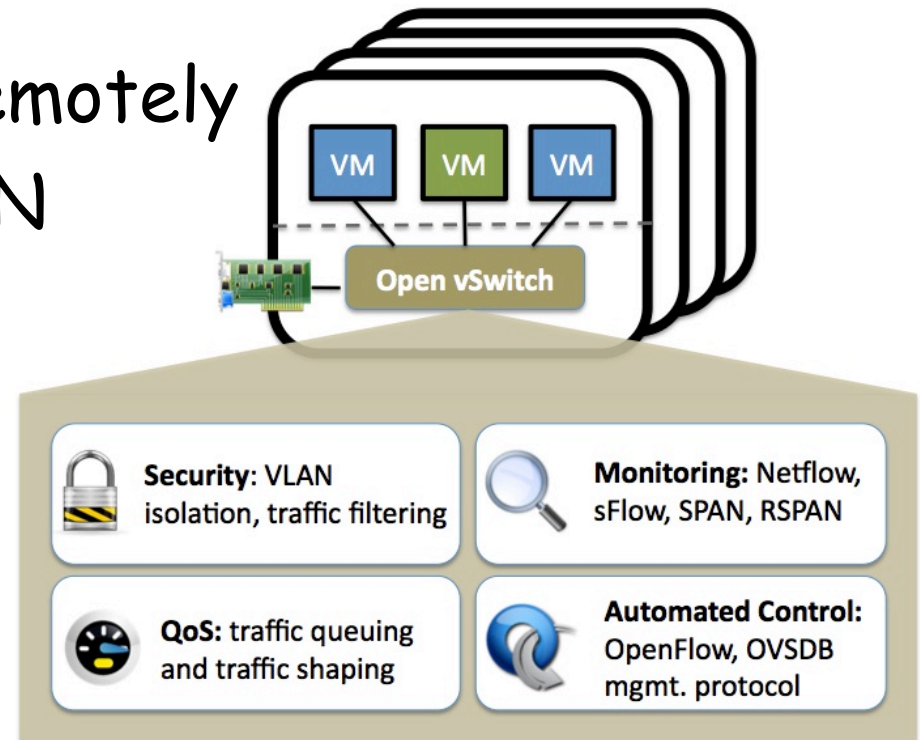 emotely
N
VM VM VM
Open vSwitch
Security: VLAN
isolation, traffic filtering
Monitoring: Netflow,
sFlow, SPAN, RSPAN
QoS: traffic queuing
and traffic shaping
Automated Control:
OpenFlow, OVSDB
mgmt. protocol